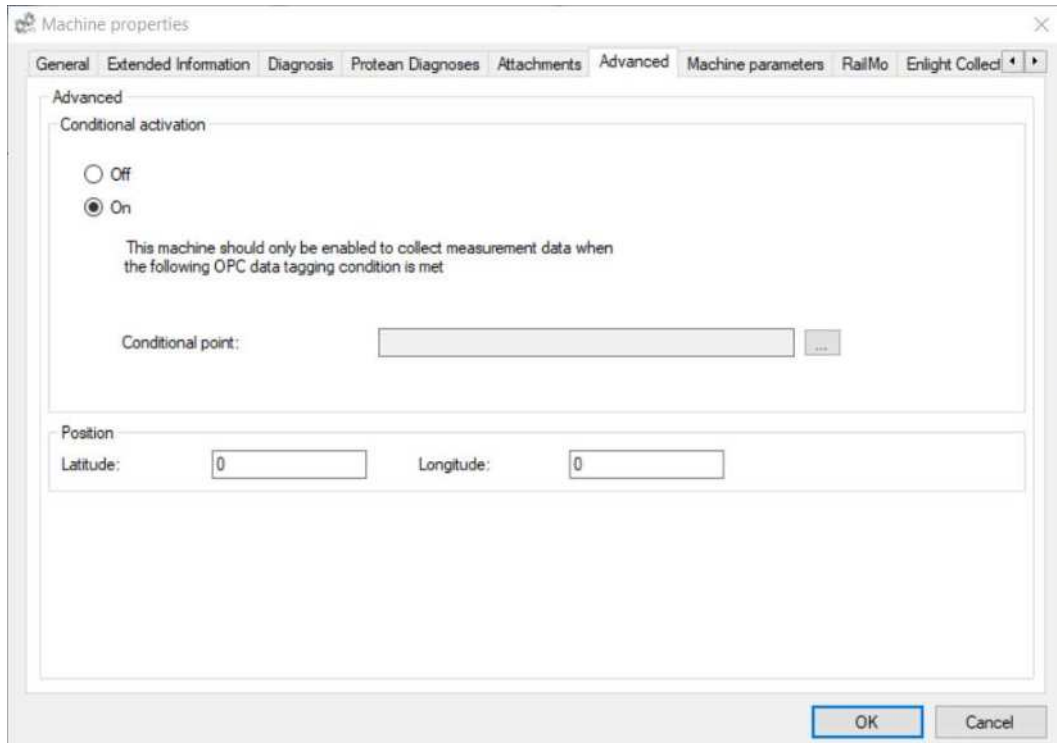 Machine properties
General Extended Information Diagnosis Protean Diagnoses Attachments Advanced Machine parameters RailMo Enlight Collect
Advanced
Conditional activation
Off
On
This machine should only be enabled to collect measurement data when
the following OPC data tagging condition is met
Conditional point: ...
Position
Latitude: 0 Longitude: 0
OK Cancel